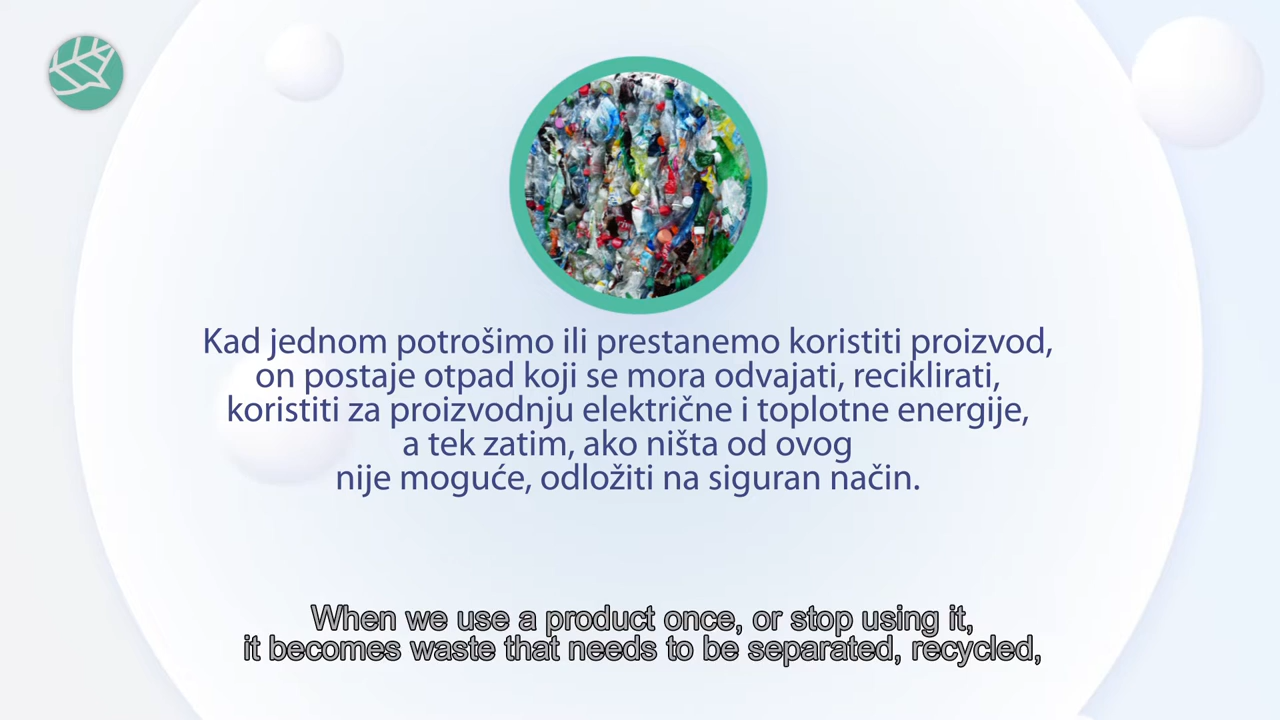 Kad jednom potrošimo ili prestanemo koristiti proizvod,
on postaje otpad koji se mora odvajati, reciklirati,
koristiti za proizvodnju električne i toplotne energije,
a tek zatim, ako ništa od ovog
nije moguće, odložiti na siguran način.
When we use a product once, or stop using it,
it becomes waste that needs to be separated, recycled,